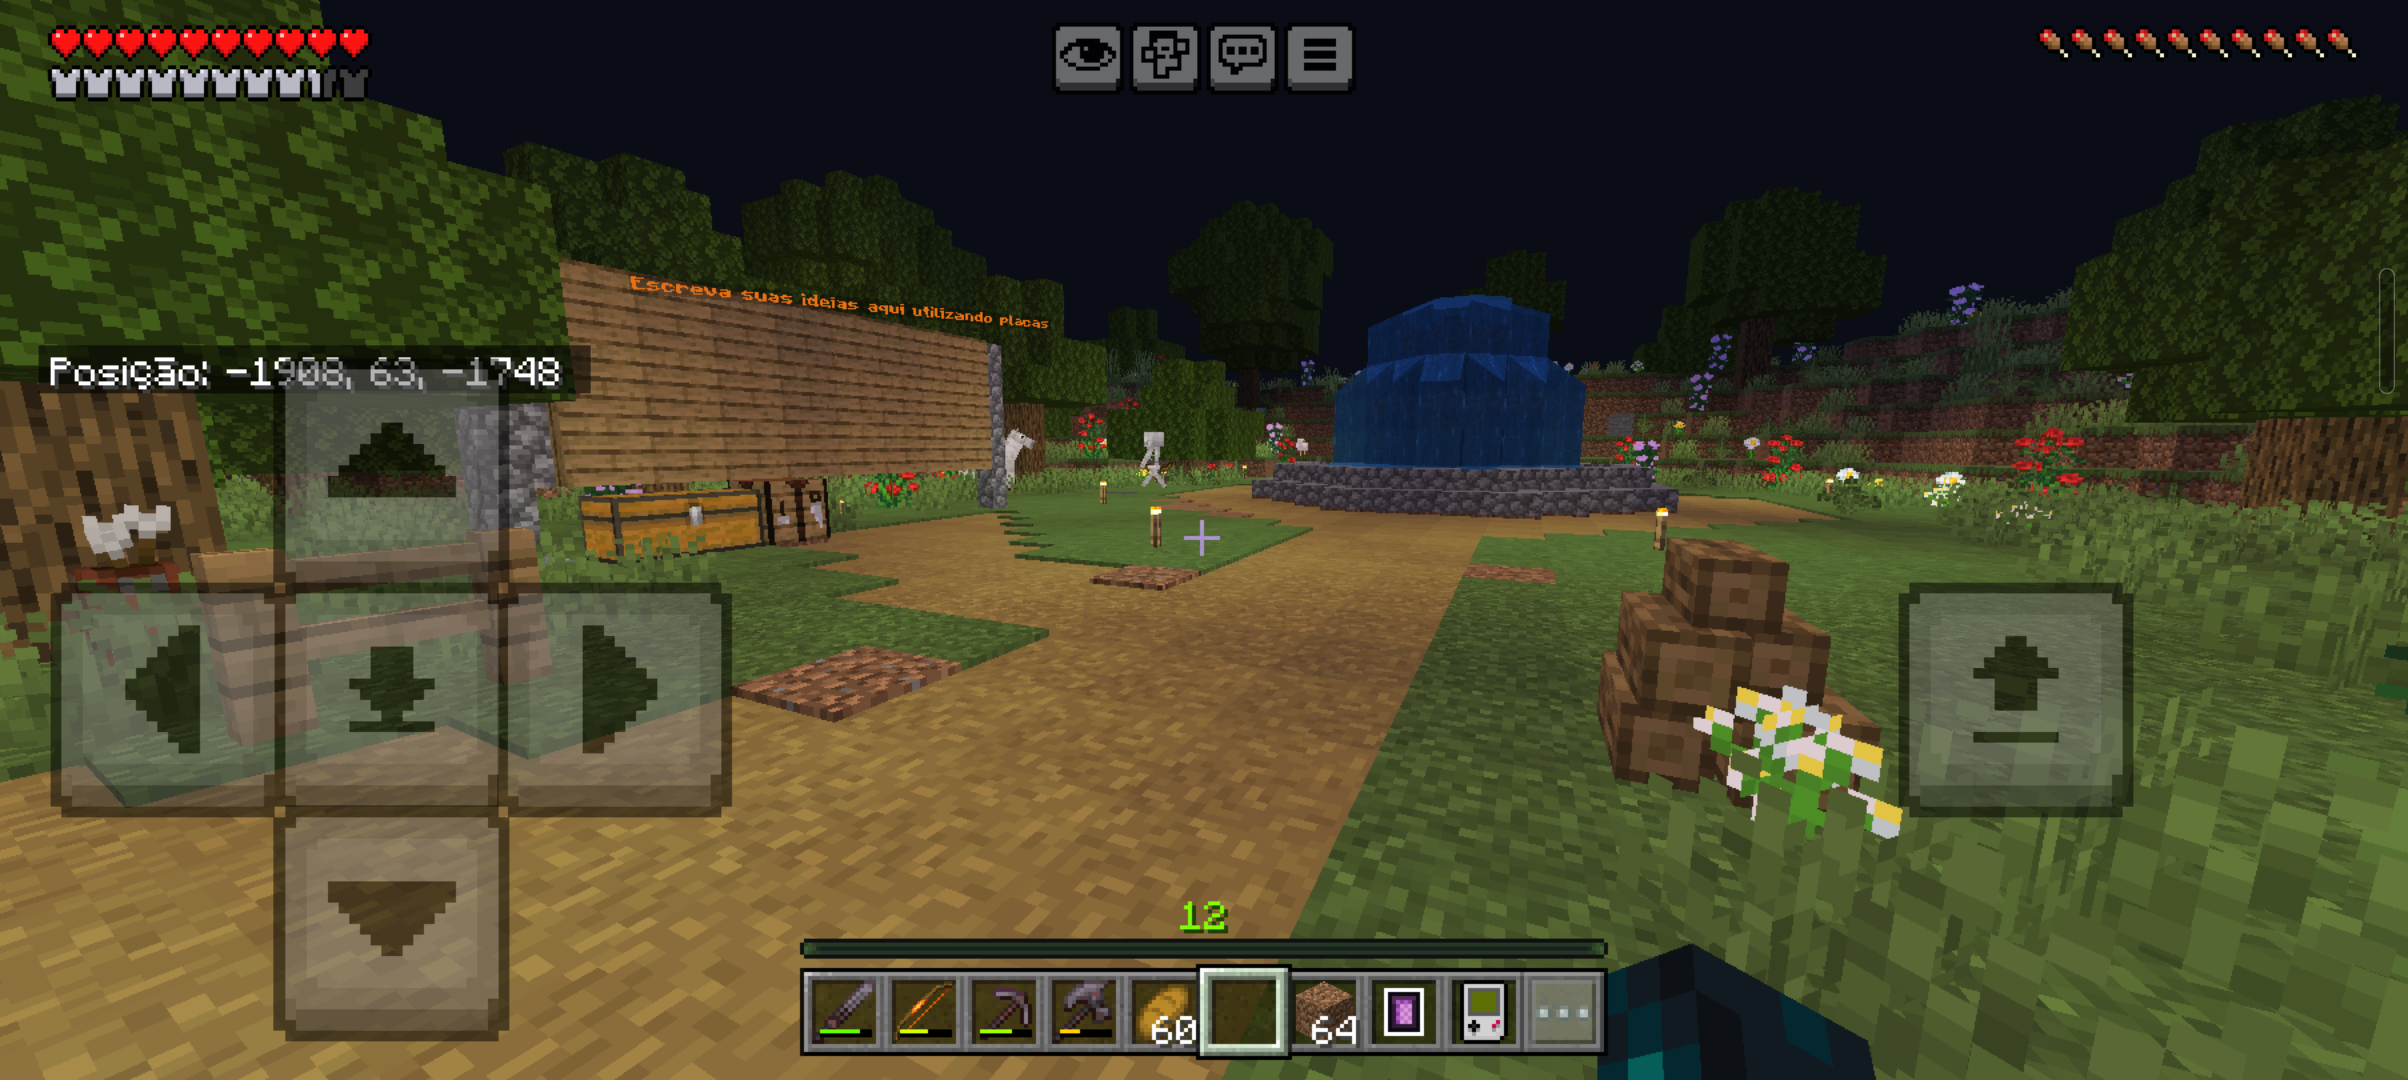 Escreva suas ideias aqui utilizando placas
Posição: -1908, 63, -1748
12
60
64